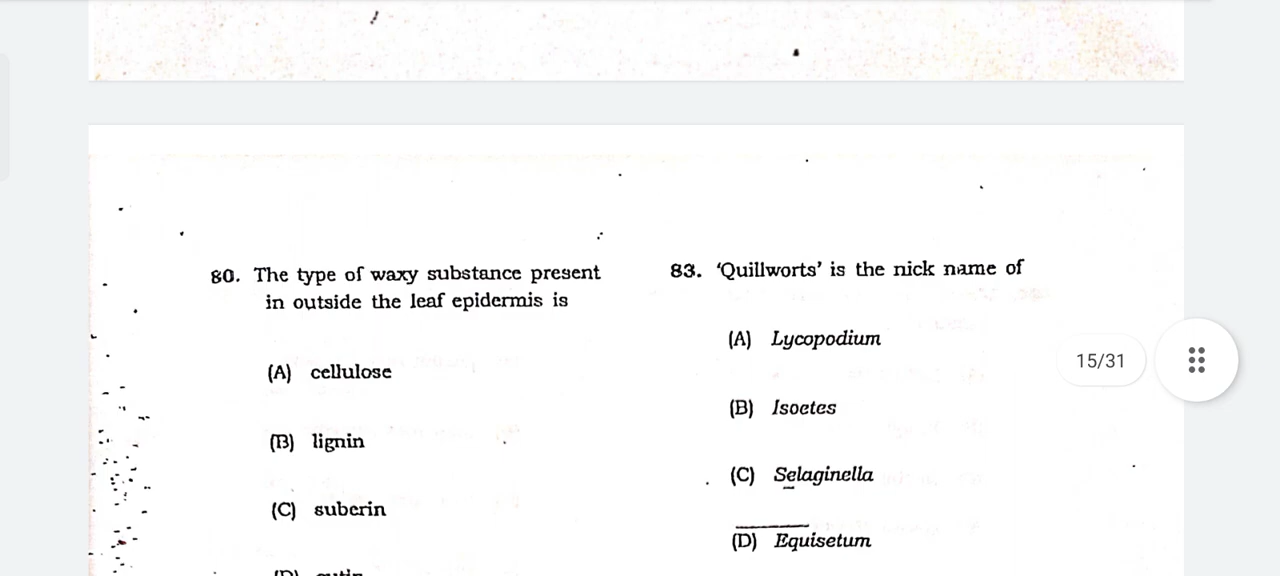 80. The type of waxy substance present
in outside the leaf epidermis is
(A) cellulose
(B) lignin
(C) suberin
(D) cutin
83. 'Quillworts' is the nick name of
(A) Lycopodium
(B) Isoetes
(C) Selaginella
(D) Equisetum
15/31